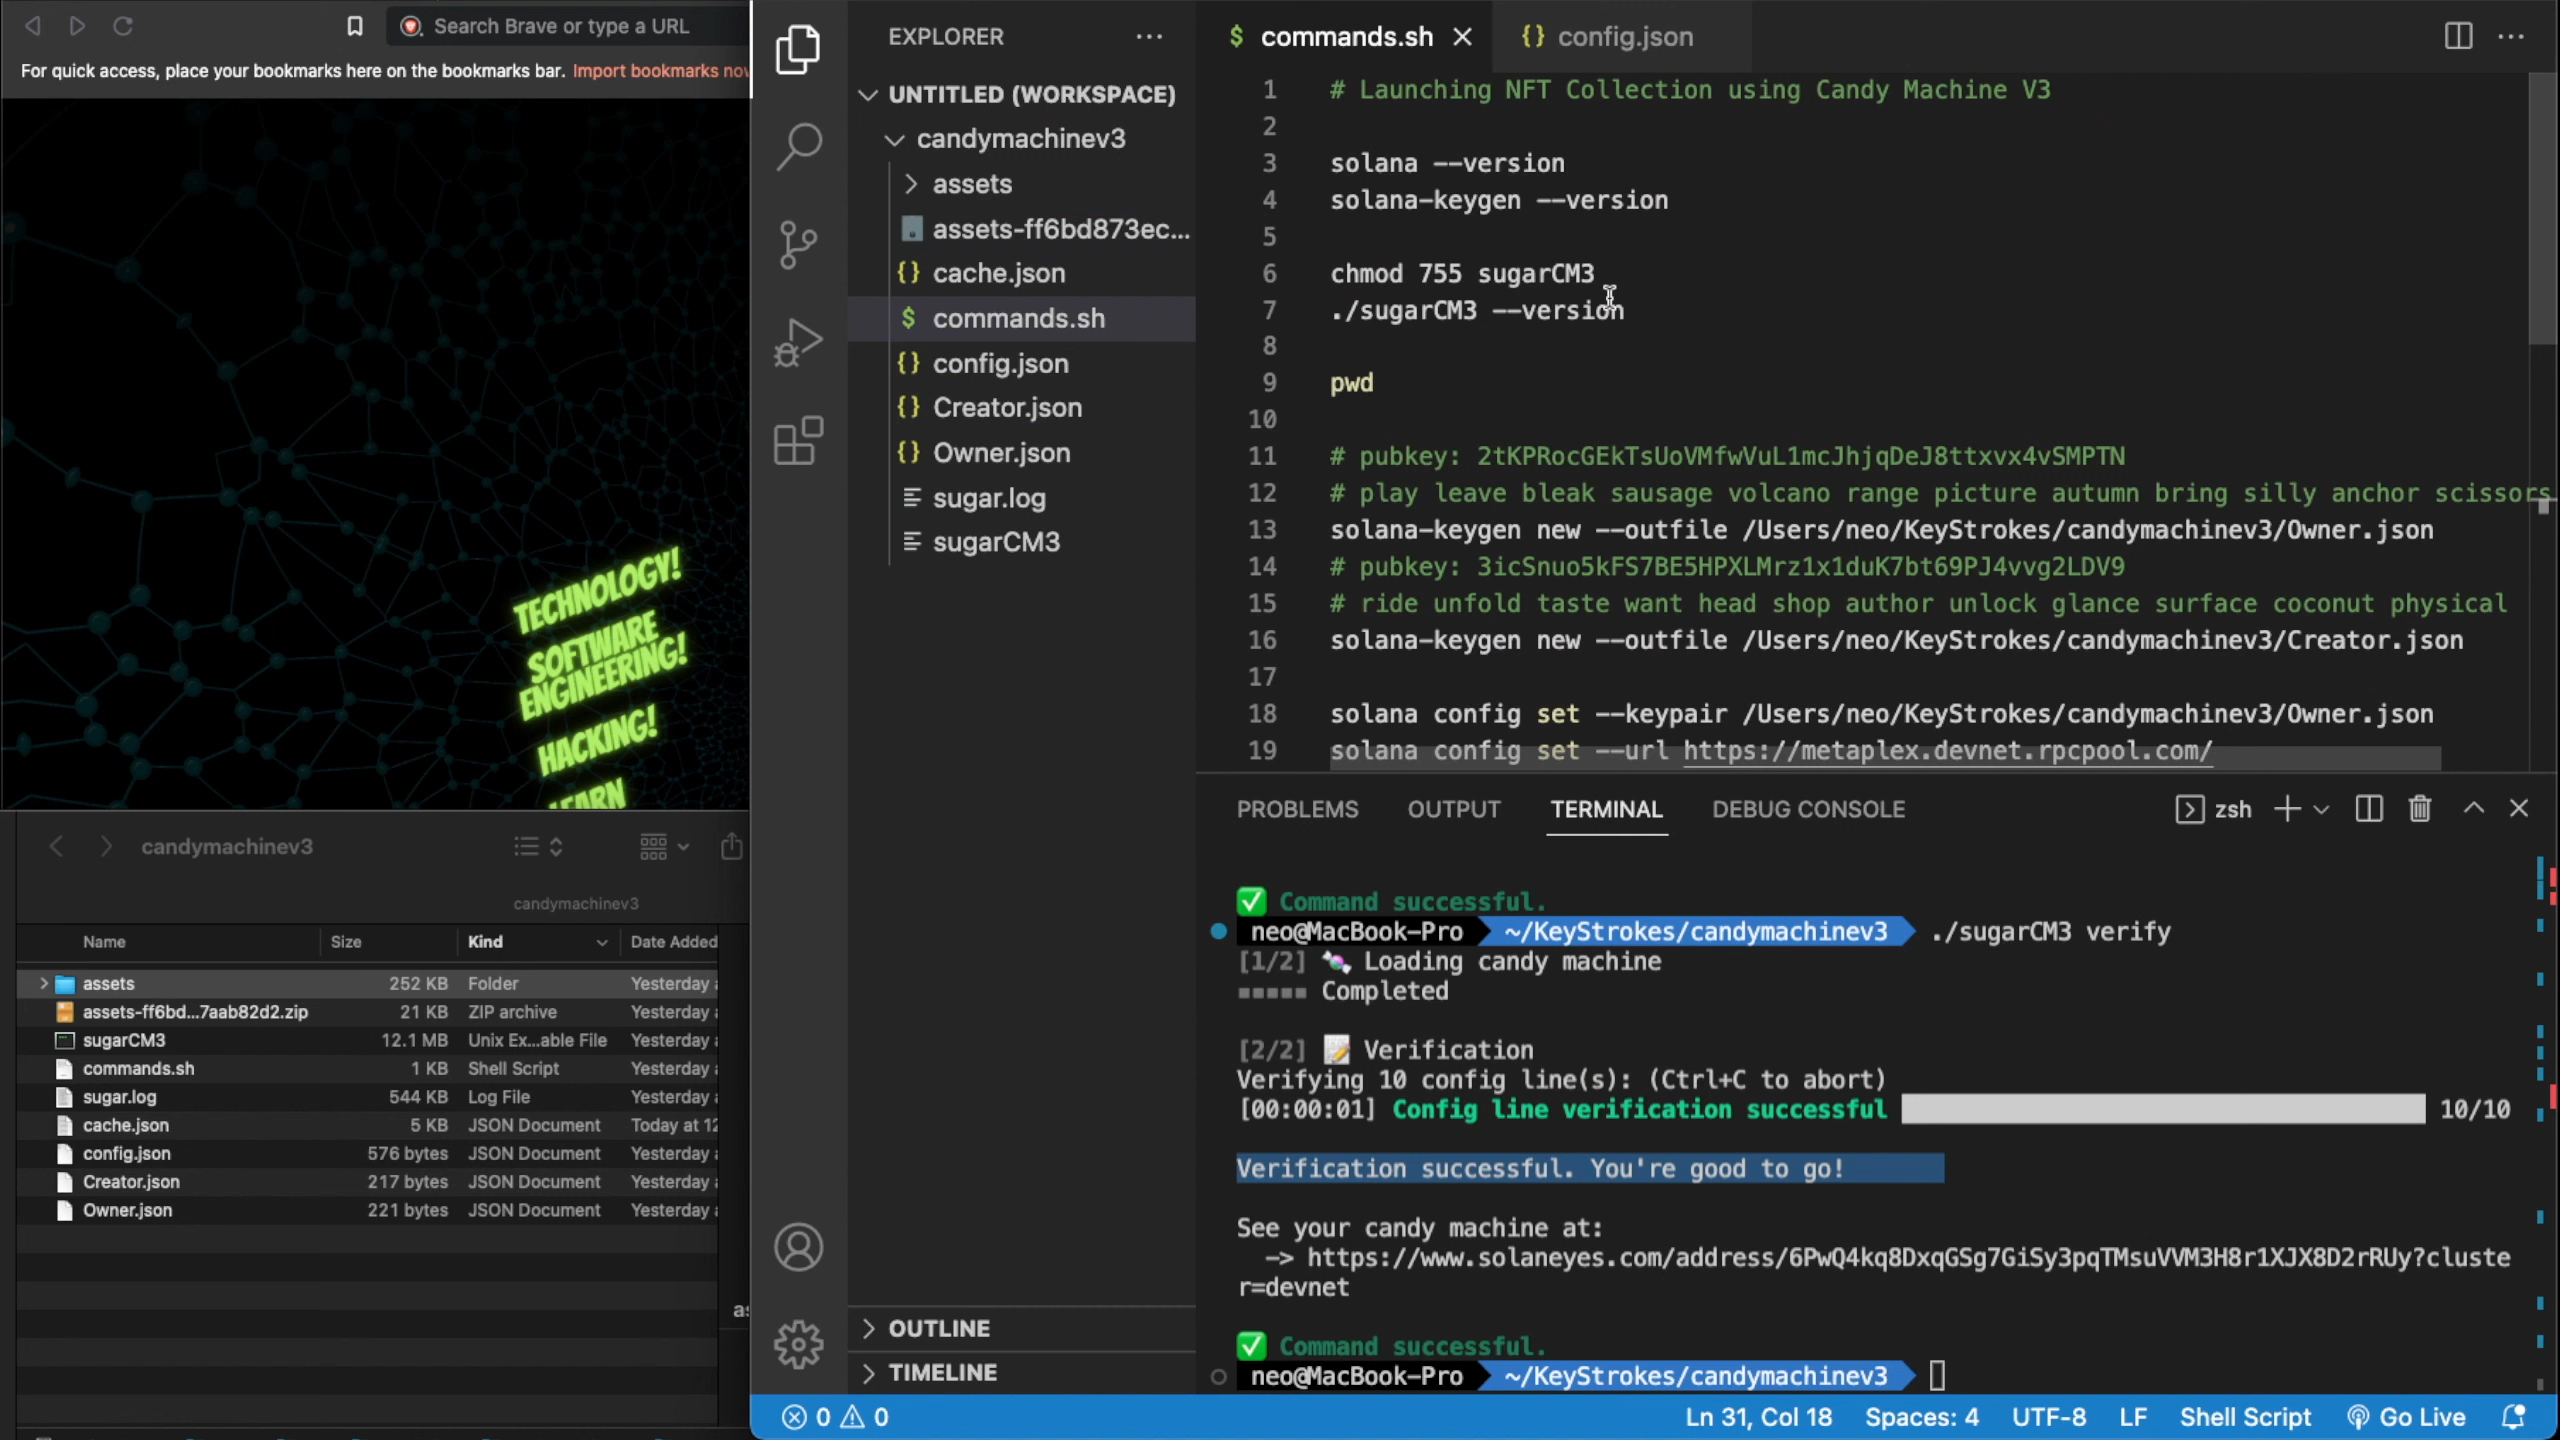 Search Brave or type a URL
For quick access, place your bookmarks here on the bookmarks bar. Import bookmarks now
TECHNOLOGY!
SOFTWARE
ENGINEERING!
HACKING!
LEARN
candymachinev3
candymachinev3
Name Size Kind Date Added
assets 252 KB Folder Yesterday
assets-ff6bd...7aab82d2.zip 21 KB ZIP archive Yesterday
sugarCM3 12.1 MB Unix Ex...able File Yesterday
commands.sh 1 KB Shell Script Yesterday
sugar.log 544 KB Log File Yesterday
cache.json 5 KB JSON Document Today at 12
config.json 576 bytes JSON Document Yesterday
Creator.json 217 bytes JSON Document Yesterday
Owner.json 221 bytes JSON Document Yesterday
EXPLORER
UNTITLED (WORKSPACE)
candymachinev3
assets
assets-ff6bd873ec...
{} cache.json
$ commands.sh
{} config.json
{} Creator.json
{} Owner.json
sugar.log
sugarCM3
OUTLINE
TIMELINE
$ commands.sh {} config.json
1 # Launching NFT Collection using Candy Machine V3
2
3 solana --version
4 solana-keygen --version
5
6 chmod 755 sugarCM3
7 ./sugarCM3 --version
8
9 pwd
10
11 # pubkey: 2tKPRocGEkTsUoVMfwVuL1mcJhjqDeJ8ttxvx4vSMPTN
12 # play leave bleak sausage volcano range picture autumn bring silly anchor scissors
13 solana-keygen new --outfile /Users/neo/KeyStrokes/candymachinev3/Owner.json
14 # pubkey: 3icSnuo5kFS7BE5HPXLMrz1x1duK7bt69PJ4vvg2LDV9
15 # ride unfold taste want head shop author unlock glance surface coconut physical
16 solana-keygen new --outfile /Users/neo/KeyStrokes/candymachinev3/Creator.json
17
18 solana config set --keypair /Users/neo/KeyStrokes/candymachinev3/Owner.json
19 solana config set --url https://metaplex.devnet.rpcpool.com/
PROBLEMS OUTPUT TERMINAL DEBUG CONSOLE zsh
Command successful.
neo@MacBook-Pro ~/KeyStrokes/candymachinev3 ./sugarCM3 verify
[1/2] 🍬 Loading candy machine
Completed
[2/2] 📝 Verification
Verifying 10 config line(s): (Ctrl+C to abort)
[00:00:01] Config line verification successful 10/10
Verification successful. You're good to go!
See your candy machine at:
-> https://www.solaneyes.com/address/6PwQ4kq8DxqGSg7GiSy3pqTMsuVVM3H8r1XJX8D2rRUy?cluste
r=devnet
Command successful.
neo@MacBook-Pro ~/KeyStrokes/candymachinev3
0 0 Ln 31, Col 18 Spaces: 4 UTF-8 LF Shell Script Go Live